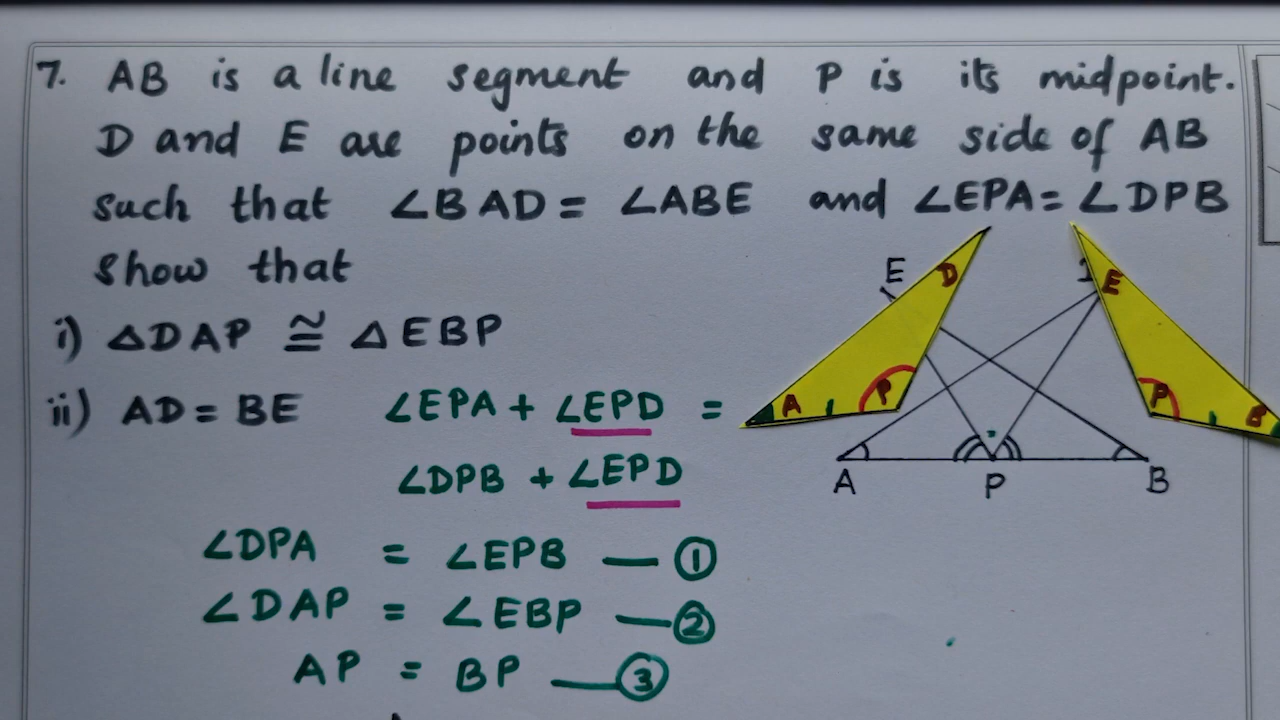 7. AB is a line segment and P is its midpoint.
D and E are points on the same side of AB
such that ∠BAD = ∠ABE and ∠EPA = ∠DPB
show that
i) △DAP ≅ △EBP
ii) AD = BE
∠EPA + ∠EPD =
∠DPB + ∠EPD
∠DPA = ∠EPB — ①
∠DAP = ∠EBP — ②
AP = BP — ③
E
D
E
A
P
P
B
A
P
B